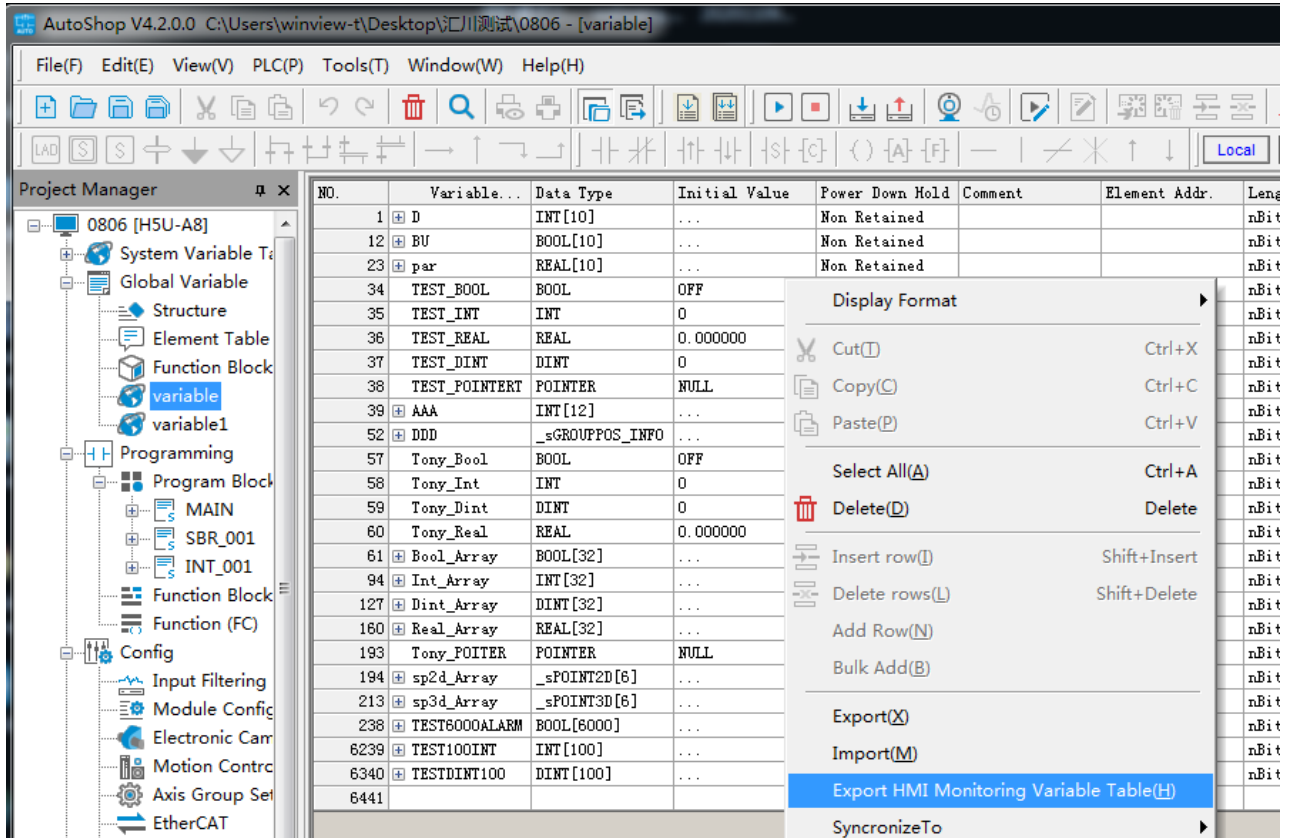 AutoShop V4.2.0.0 C:\Users\winview-t\Desktop\汇川测试\0806 - [variable]
File(F) Edit(E) View(V) PLC(P) Tools(T) Window(W) Help(H)
LAD S S S C A F Local
Project Manager
0806 [H5U-A8]
System Variable Ta
Global Variable
Structure
Element Table
Function Block
variable
variable1
Programming
Program Block
MAIN
SBR_001
INT_001
Function Block
Function (FC)
Config
Input Filtering
Module Config
Electronic Cam
Motion Contro
Axis Group Set
EtherCAT
NO. Variable... Data Type Initial Value Power Down Hold Comment Element Addr. Leng
1 D INT[10] ... Non Retained nBit
12 BU BOOL[10] ... Non Retained nBit
23 par REAL[10] ... Non Retained nBit
34 TEST_BOOL BOOL OFF nBit
35 TEST_INT INT 0 nBit
36 TEST_REAL REAL 0.000000 nBit
37 TEST_DINT DINT 0 nBit
38 TEST_POINTERT POINTER NULL nBit
39 AAA INT[12] ... nBit
52 DDD _sGROUPPOS_INFO ... nBit
57 Tony_Bool BOOL OFF nBit
58 Tony_Int INT 0 nBit
59 Tony_Dint DINT 0 nBit
60 Tony_Real REAL 0.000000 nBit
61 Bool_Array BOOL[32] ... nBit
94 Int_Array INT[32] ... nBit
127 Dint_Array DINT[32] ... nBit
160 Real_Array REAL[32] ... nBit
193 Tony_POITER POINTER NULL nBit
194 sp2d_Array _sPOINT2D[6] ... nBit
213 sp3d_Array _sPOINT3D[6] ... nBit
238 TEST6000ALARM BOOL[6000] ... nBit
6239 TEST100INT INT[100] ... nBit
6340 TESTDINT100 DINT[100] ... nBit
6441
Display Format
Cut(T) Ctrl+X
Copy(C) Ctrl+C
Paste(P) Ctrl+V
Select All(A) Ctrl+A
Delete(D) Delete
Insert row(I) Shift+Insert
Delete rows(L) Shift+Delete
Add Row(N)
Bulk Add(B)
Export(X)
Import(M)
Export HMI Monitoring Variable Table(H)
SyncronizeTo